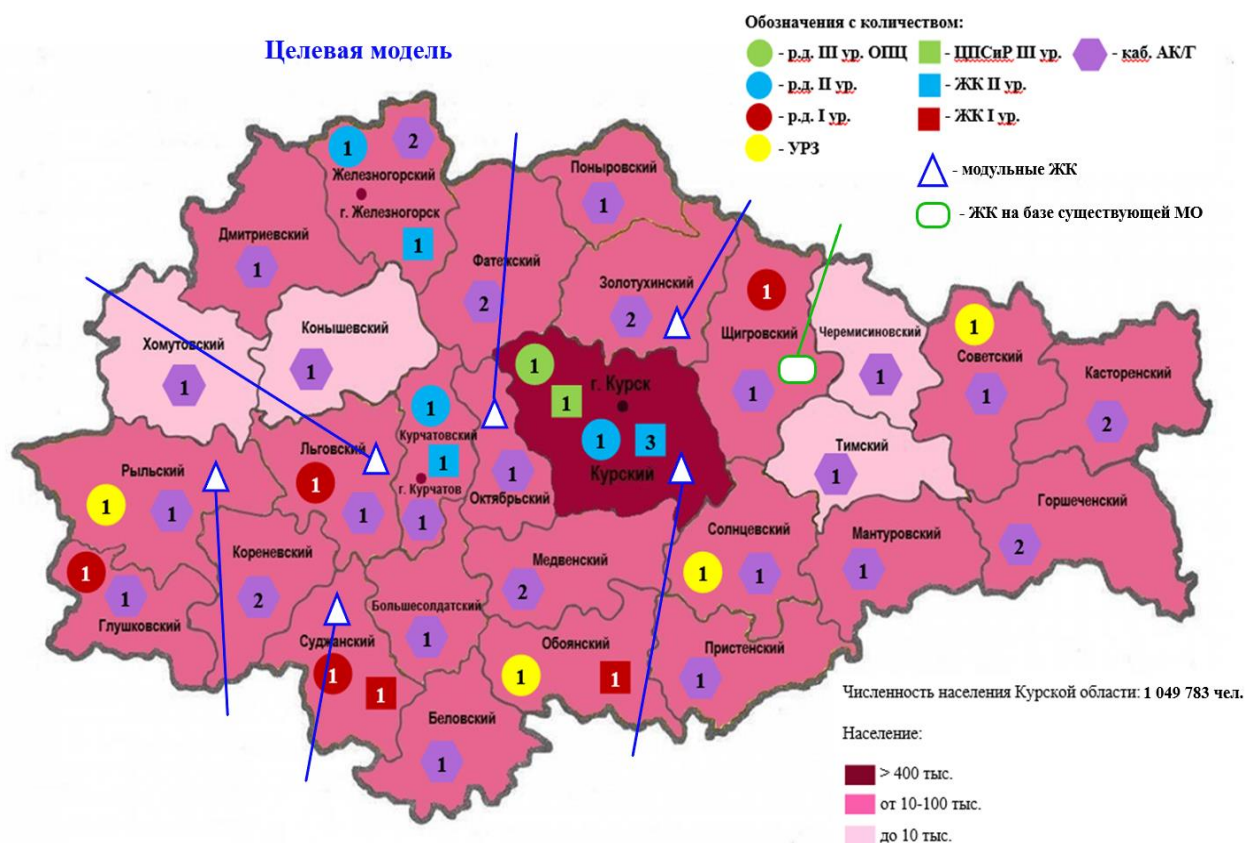 Обозначения с количеством:
Целевая модель
- р.д. III ур. ОПЦ
- ЦПСиР III ур.
- каб. АК/Г
- р.д. II ур.
- ЖК II ур.
- р.д. I ур.
- ЖК I ур.
- УРЗ
- модульные ЖК
- ЖК на базе существующей МО
1
2
Железногорский
г. Железногорск
1
Поныровский
1
Дмитриевский
1
Фатежский
2
Золотухинский
2
1
Щигровский
1
Черемисиновский
1
1
Советский
1
Касторенский
2
Хомутовский
1
Конышевский
1
1
г. Курск
1
1
3
Курский
1
Курчатовский
1
г. Курчатов
1
Октябрьский
1
Льговский
1
1
Рыльский
1
1
Тимский
1
Горшеченский
2
Мантуровский
1
Солнцевский
1
1
Медвенский
2
Кореневский
2
1
1
Глушковский
Большесолдатский
1
Суджанский
1
1
Обоянский
1
1
Пристенский
1
Беловский
1
Численность населения Курской области: 1 049 783 чел.
Население:
> 400 тыс.
от 10-100 тыс.
до 10 тыс.